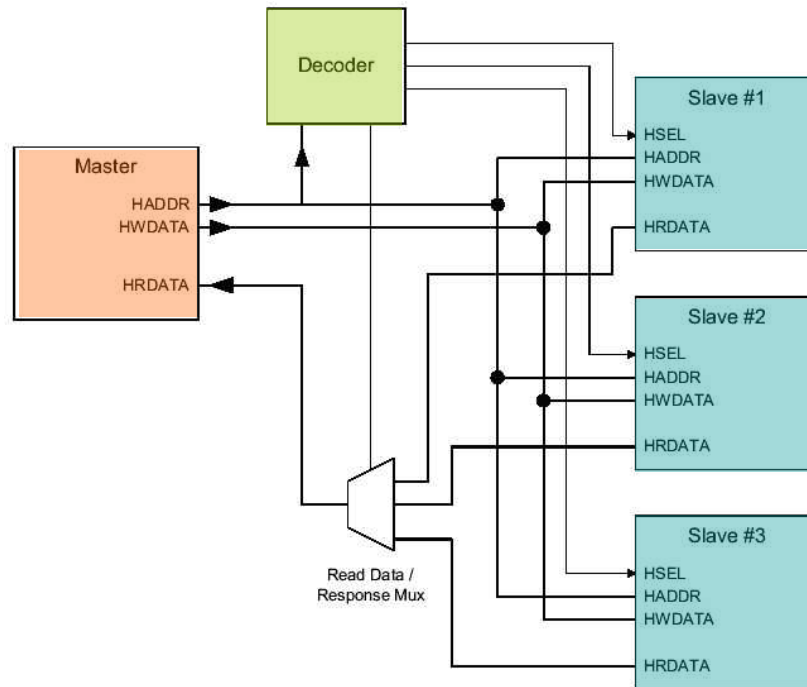 Decoder
Master
HADDR
HWDATA
HRDATA
Slave #1
HSEL
HADDR
HWDATA
HRDATA
Slave #2
HSEL
HADDR
HWDATA
HRDATA
Slave #3
HSEL
HADDR
HWDATA
HRDATA
Read Data /
Response Mux